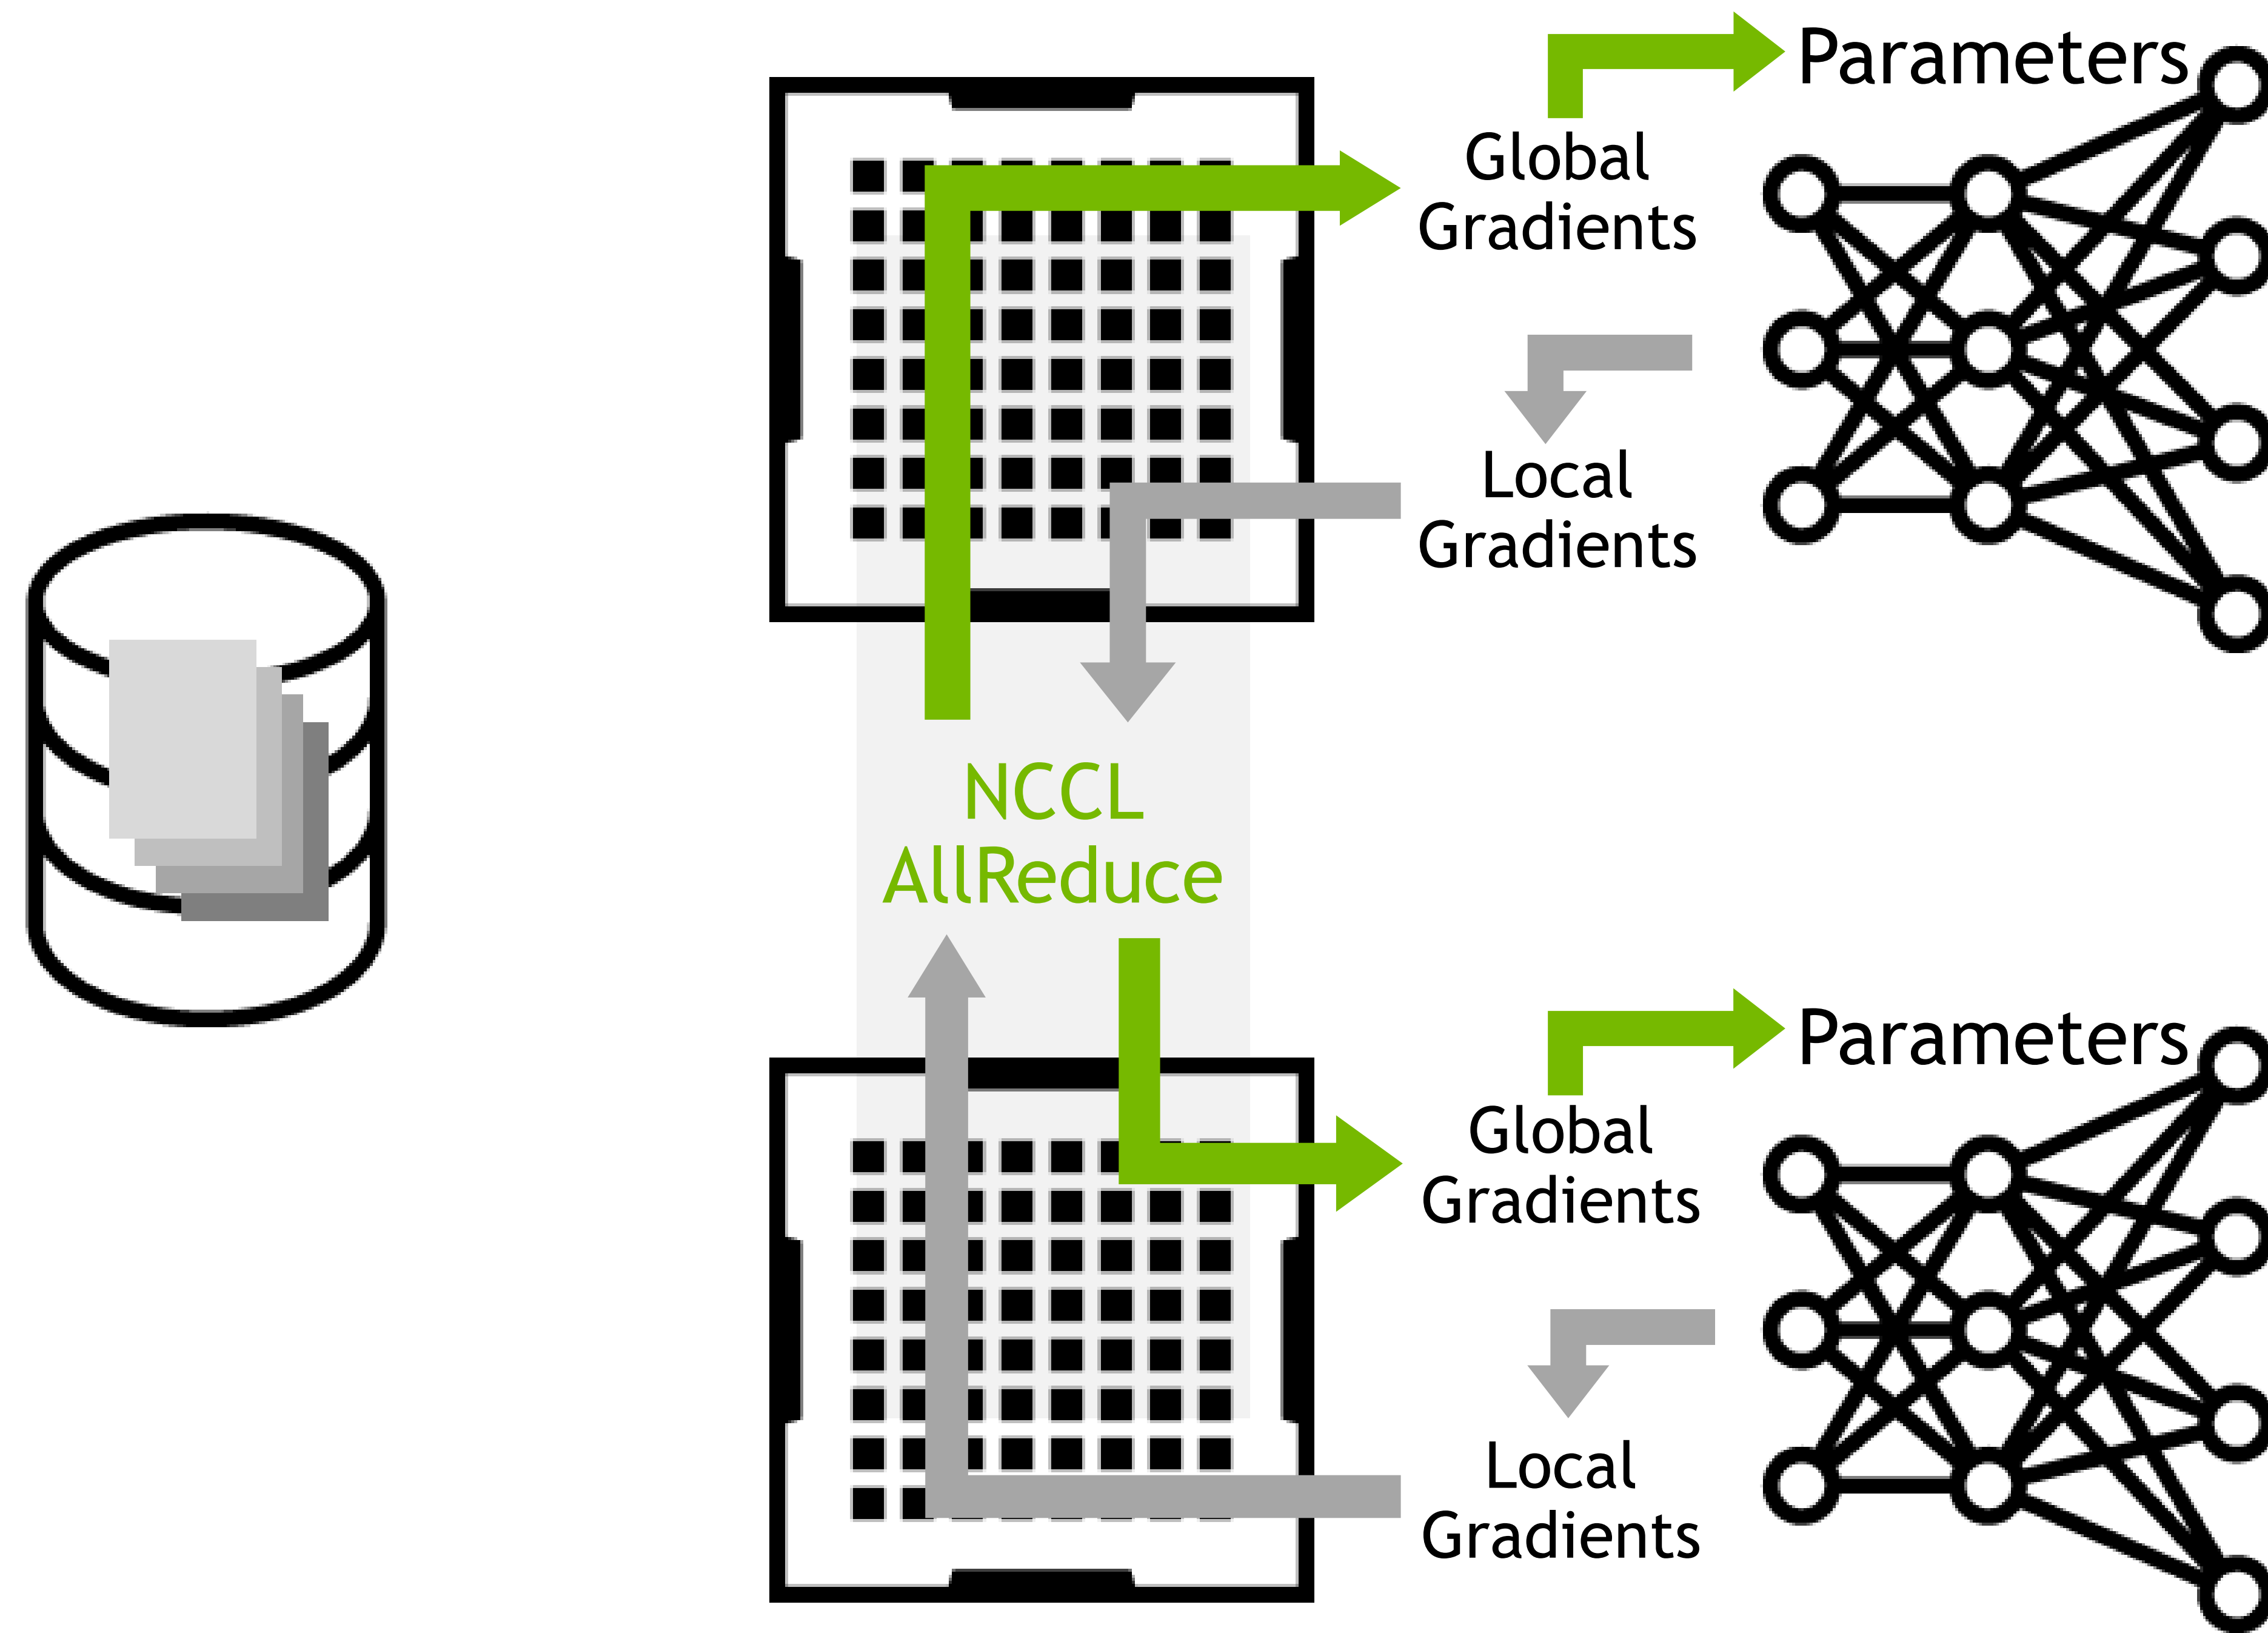 Parameters
Global
Gradients
Local
Gradients
NCCL
AllReduce
Parameters
Global
Gradients
Local
Gradients